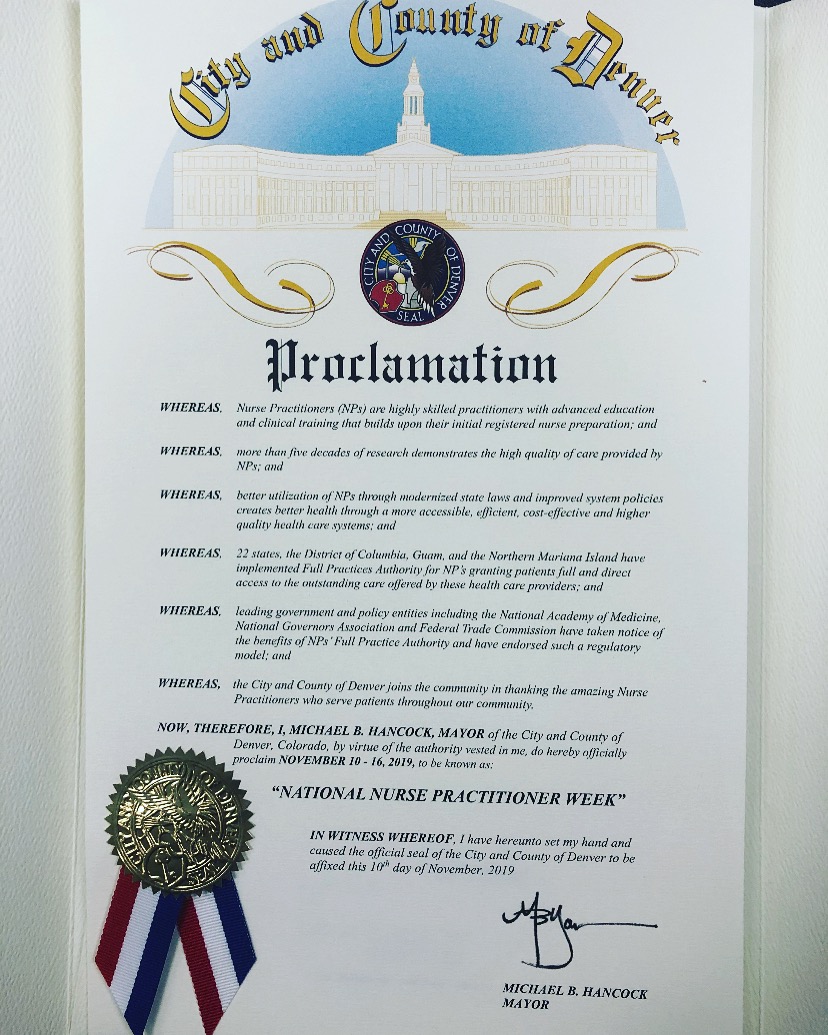 City and County of Denver
CITY AND COUNTY OF DENVER
SEAL
Proclamation
WHEREAS, Nurse Practitioners (NPs) are highly skilled practitioners with advanced education
and clinical training that builds upon their initial registered nurse preparation; and
WHEREAS, more than five decades of research demonstrates the high quality of care provided by
NPs; and
WHEREAS, better utilization of NPs through modernized state laws and improved system policies
creates better health through a more accessible, efficient, cost-effective and higher
quality health care systems; and
WHEREAS, 22 states, the District of Columbia, Guam, and the Northern Mariana Island have
implemented Full Practices Authority for NP's granting patients full and direct
access to the outstanding care offered by these health care providers; and
WHEREAS, leading government and policy entities including the National Academy of Medicine,
National Governors Association and Federal Trade Commission have taken notice of
the benefits of NPs' Full Practice Authority and have endorsed such a regulatory
model; and
WHEREAS, the City and County of Denver joins the community in thanking the amazing Nurse
Practitioners who serve patients throughout our community.
NOW, THEREFORE, I, MICHAEL B. HANCOCK, MAYOR of the City and County of
Denver, Colorado, by virtue of the authority vested in me, do hereby officially
proclaim NOVEMBER 10 - 16, 2019, to be known as:
"NATIONAL NURSE PRACTITIONER WEEK"
IN WITNESS WHEREOF, I have hereunto set my hand and
caused the official seal of the City and County of Denver to be
affixed this 10th day of November, 2019
MICHAEL B. HANCOCK
MAYOR